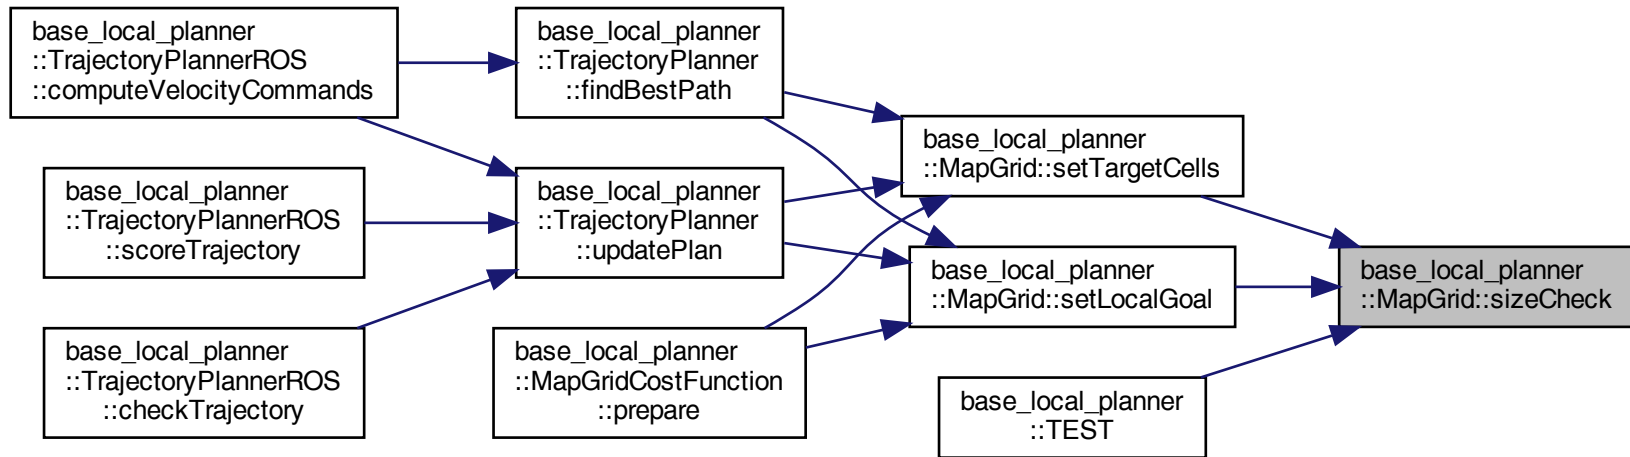 base_local_planner
::TrajectoryPlannerROS
::computeVelocityCommands
base_local_planner
::TrajectoryPlannerROS
::scoreTrajectory
base_local_planner
::TrajectoryPlannerROS
::checkTrajectory
base_local_planner
::TrajectoryPlanner
::findBestPath
base_local_planner
::TrajectoryPlanner
::updatePlan
base_local_planner
::MapGridCostFunction
::prepare
base_local_planner
::MapGrid::setTargetCells
base_local_planner
::MapGrid::setLocalGoal
base_local_planner
::TEST
base_local_planner
::MapGrid::sizeCheck